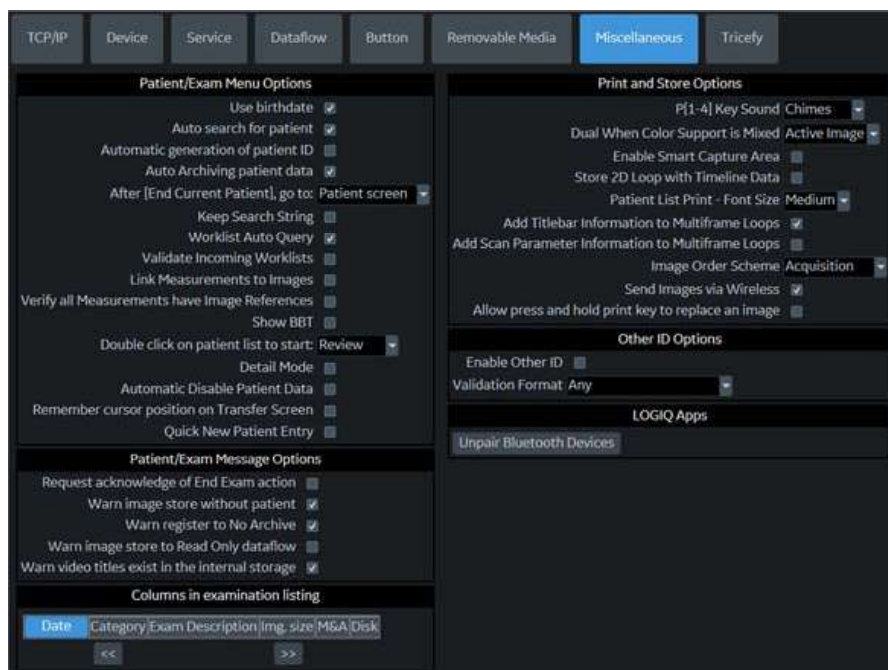 TCP/IP Device Service Dataflow Button Removable Media Miscellaneous Tricefy
Patient/Exam Menu Options
Use birthdate
Auto search for patient
Automatic generation of patient ID
Auto Archiving patient data
After [End Current Patient], go to: Patient screen
Keep Search String
Worklist Auto Query
Validate Incoming Worklists
Link Measurements to Images
Verify all Measurements have Image References
Show BBT
Double click on patient list to start: Review
Detail Mode
Automatic Disable Patient Data
Remember cursor position on Transfer Screen
Quick New Patient Entry
Patient/Exam Message Options
Request acknowledge of End Exam action
Warn image store without patient
Warn register to No Archive
Warn image store to Read Only dataflow
Warn video titles exist in the internal storage
Columns in examination listing
Date Category Exam Description Img. size M&A Disk
<< >>
Print and Store Options
P[1-4] Key Sound Chimes
Dual When Color Support is Mixed Active Image
Enable Smart Capture Area
Store 2D Loop with Timeline Data
Patient List Print - Font Size Medium
Add Titlebar Information to Multiframe Loops
Add Scan Parameter Information to Multiframe Loops
Image Order Scheme Acquisition
Send Images via Wireless
Allow press and hold print key to replace an image
Other ID Options
Enable Other ID
Validation Format Any
LOGIQ Apps
Unpair Bluetooth Devices